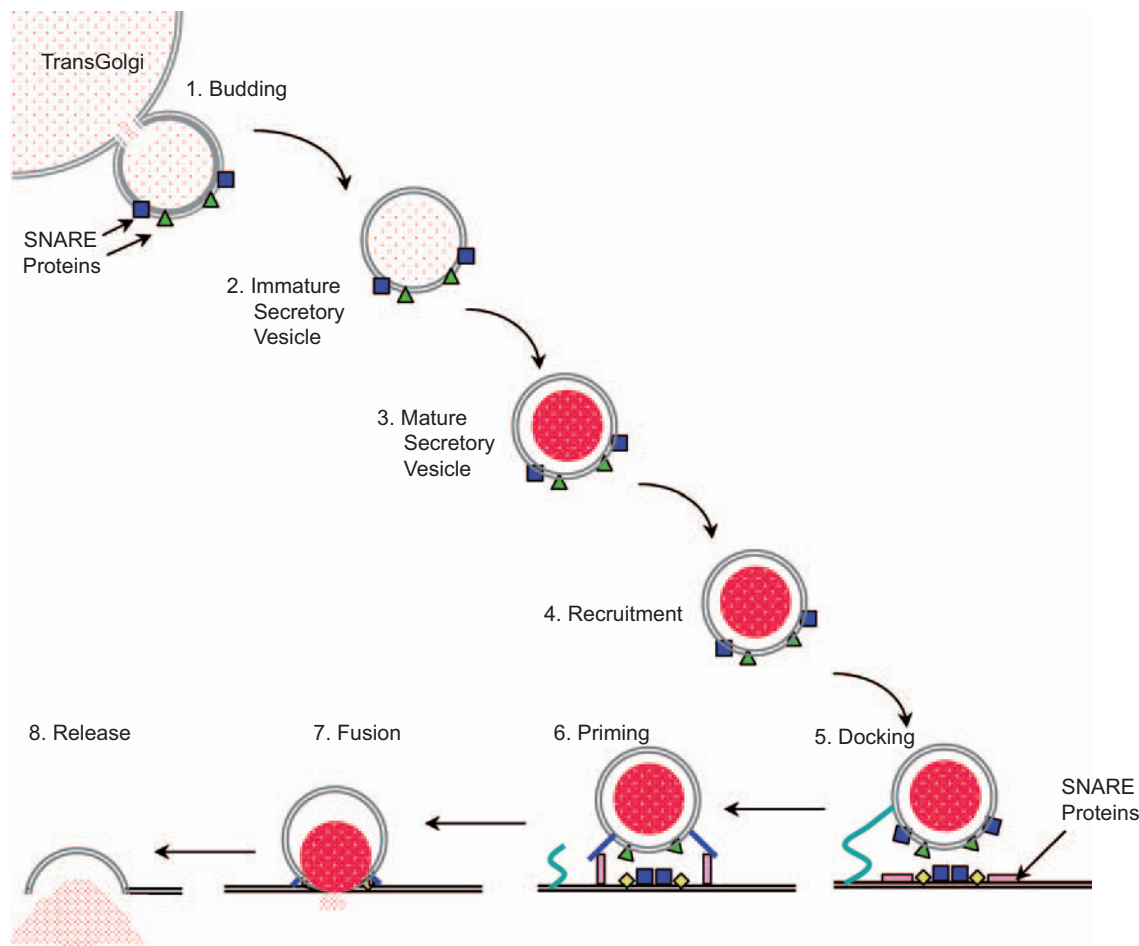 TransGolgi
1. Budding
SNARE
Proteins
2. Immature
Secretory
Vesicle
3. Mature
Secretory
Vesicle
4. Recruitment
8. Release
7. Fusion
6. Priming
5. Docking
SNARE
Proteins